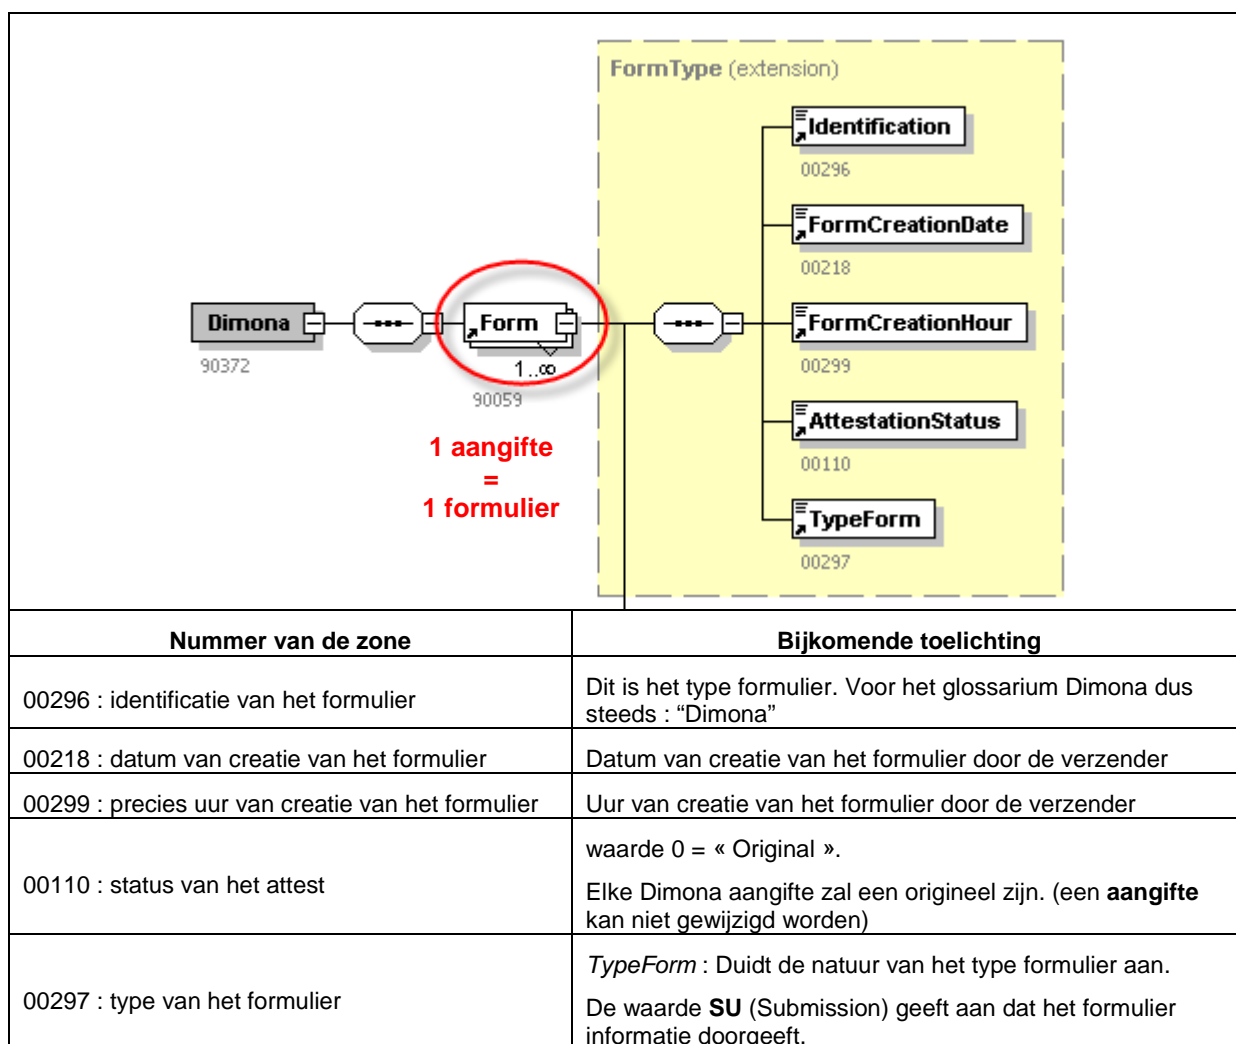 FormType (extension)
Identification
00296
FormCreationDate
00218
Dimona
90372
Form
1..∞
90059
FormCreationHour
00299
1 aangifte
=
1 formulier
AttestationStatus
00110
TypeForm
00297
Nummer van de zone
Bijkomende toelichting
00296 : identificatie van het formulier
Dit is het type formulier. Voor het glossarium Dimona dus
steeds : “Dimona”
00218 : datum van creatie van het formulier
Datum van creatie van het formulier door de verzender
00299 : precies uur van creatie van het formulier
Uur van creatie van het formulier door de verzender
00110 : status van het attest
waarde 0 = « Original ».
Elke Dimona aangifte zal een origineel zijn. (een aangifte
kan niet gewijzigd worden)
00297 : type van het formulier
TypeForm : Duidt de natuur van het type formulier aan.
De waarde SU (Submission) geeft aan dat het formulier
informatie doorgeeft.